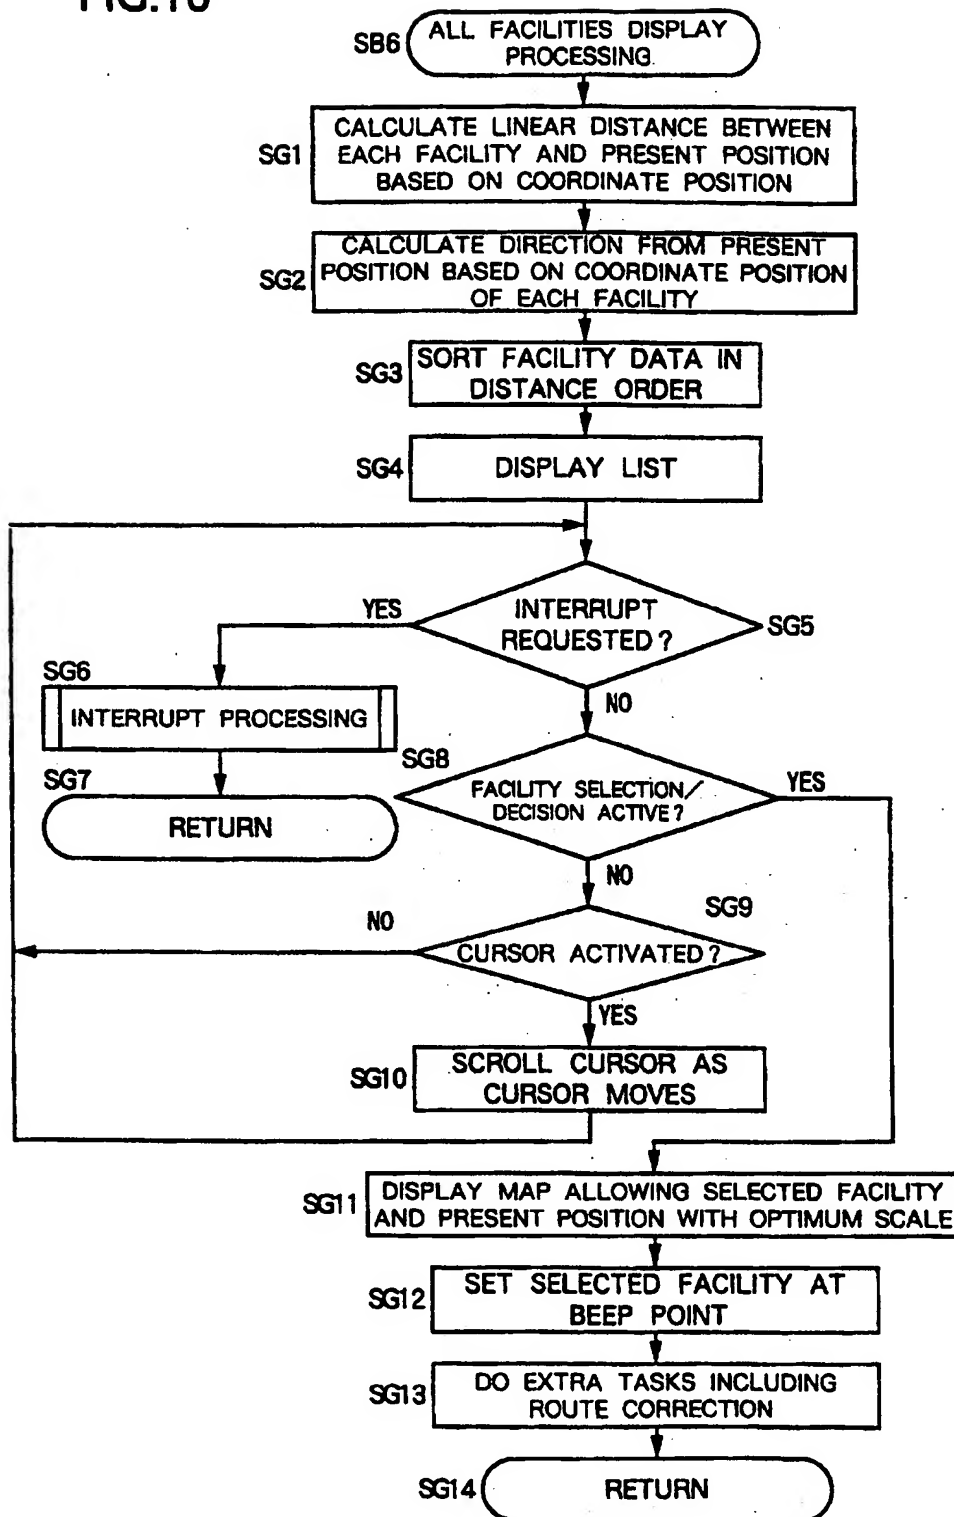 SB6
ALL FACILITIES DISPLAY
PROCESSING.
SG1
CALCULATE LINEAR DISTANCE BETWEEN
EACH FACILITY AND PRESENT POSITION
BASED ON COORDINATE POSITION
SG2
CALCULATE DIRECTION FROM PRESENT
POSITION BASED ON COORDINATE POSITION
OF EACH FACILITY
SG3
SORT FACILITY DATA IN
DISTANCE ORDER
SG4
DISPLAY LIST
YES
INTERRUPT
REQUESTED?
SG5
SG6
NO
INTERRUPT PROCESSING
SG8
SG7
FACILITY SELECTION/
DECISION ACTIVE?
YES
RETURN
NO
SG9
NO
CURSOR ACTIVATED?
YES
SG10
SCROLL CURSOR AS
CURSOR MOVES
SG11
DISPLAY MAP ALLOWING SELECTED FACILITY
AND PRESENT POSITION WITH OPTIMUM SCALE
SG12
SET SELECTED FACILITY AT
BEEP POINT
SG13
DO EXTRA TASKS INCLUDING
ROUTE CORRECTION
SG14
RETURN